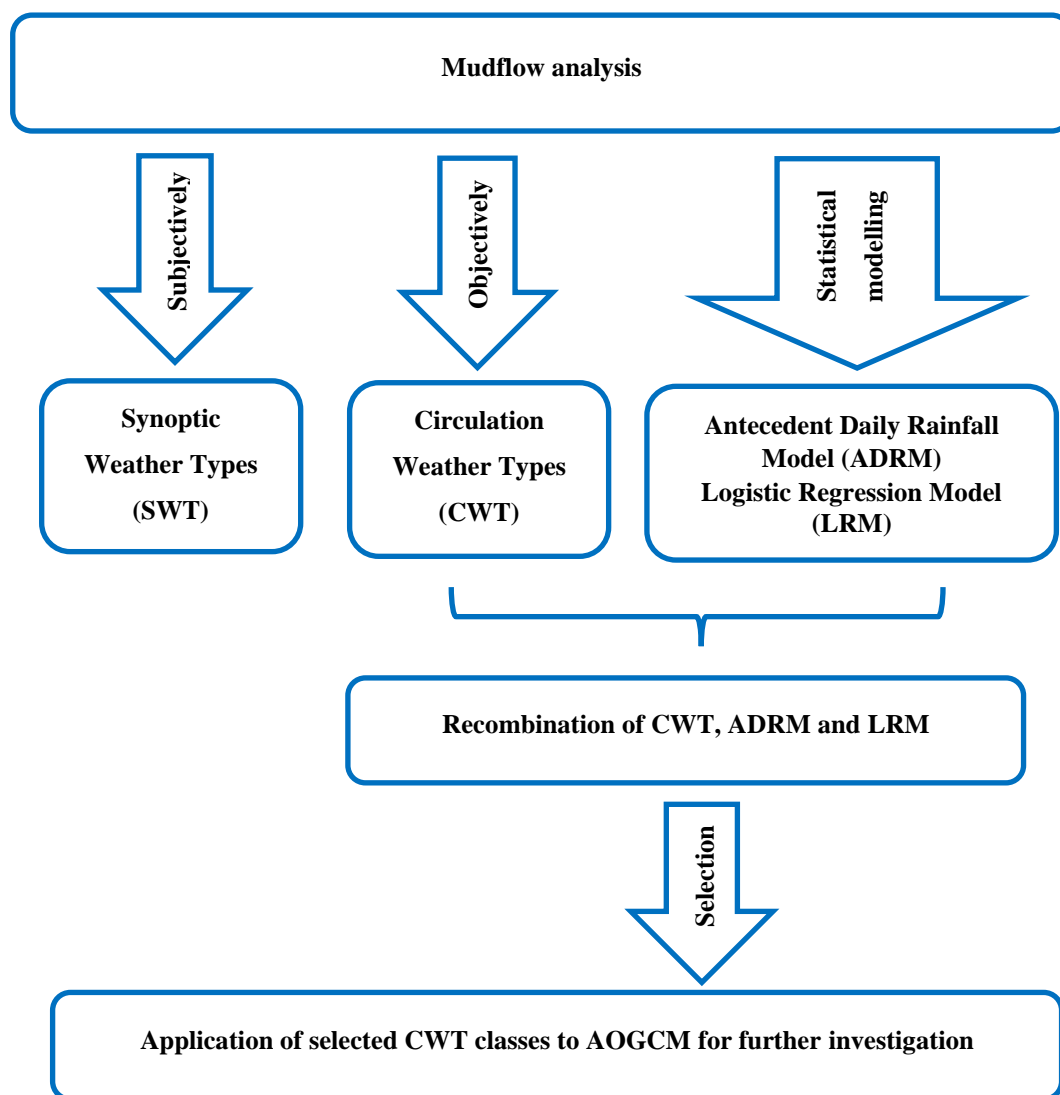 Mudflow analysis
Subjectively
Objectively
Statistical
modelling
Synoptic
Weather Types
(SWT)
Circulation
Weather Types
(CWT)
Antecedent Daily Rainfall
Model (ADRM)
Logistic Regression Model
(LRM)
Recombination of CWT, ADRM and LRM
Selection
Application of selected CWT classes to AOGCM for further investigation